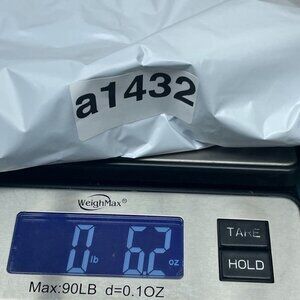 a1432
WeighMax®
0 lb 6.2 oz
TARE
HOLD
Max:90LB d=0.1OZ